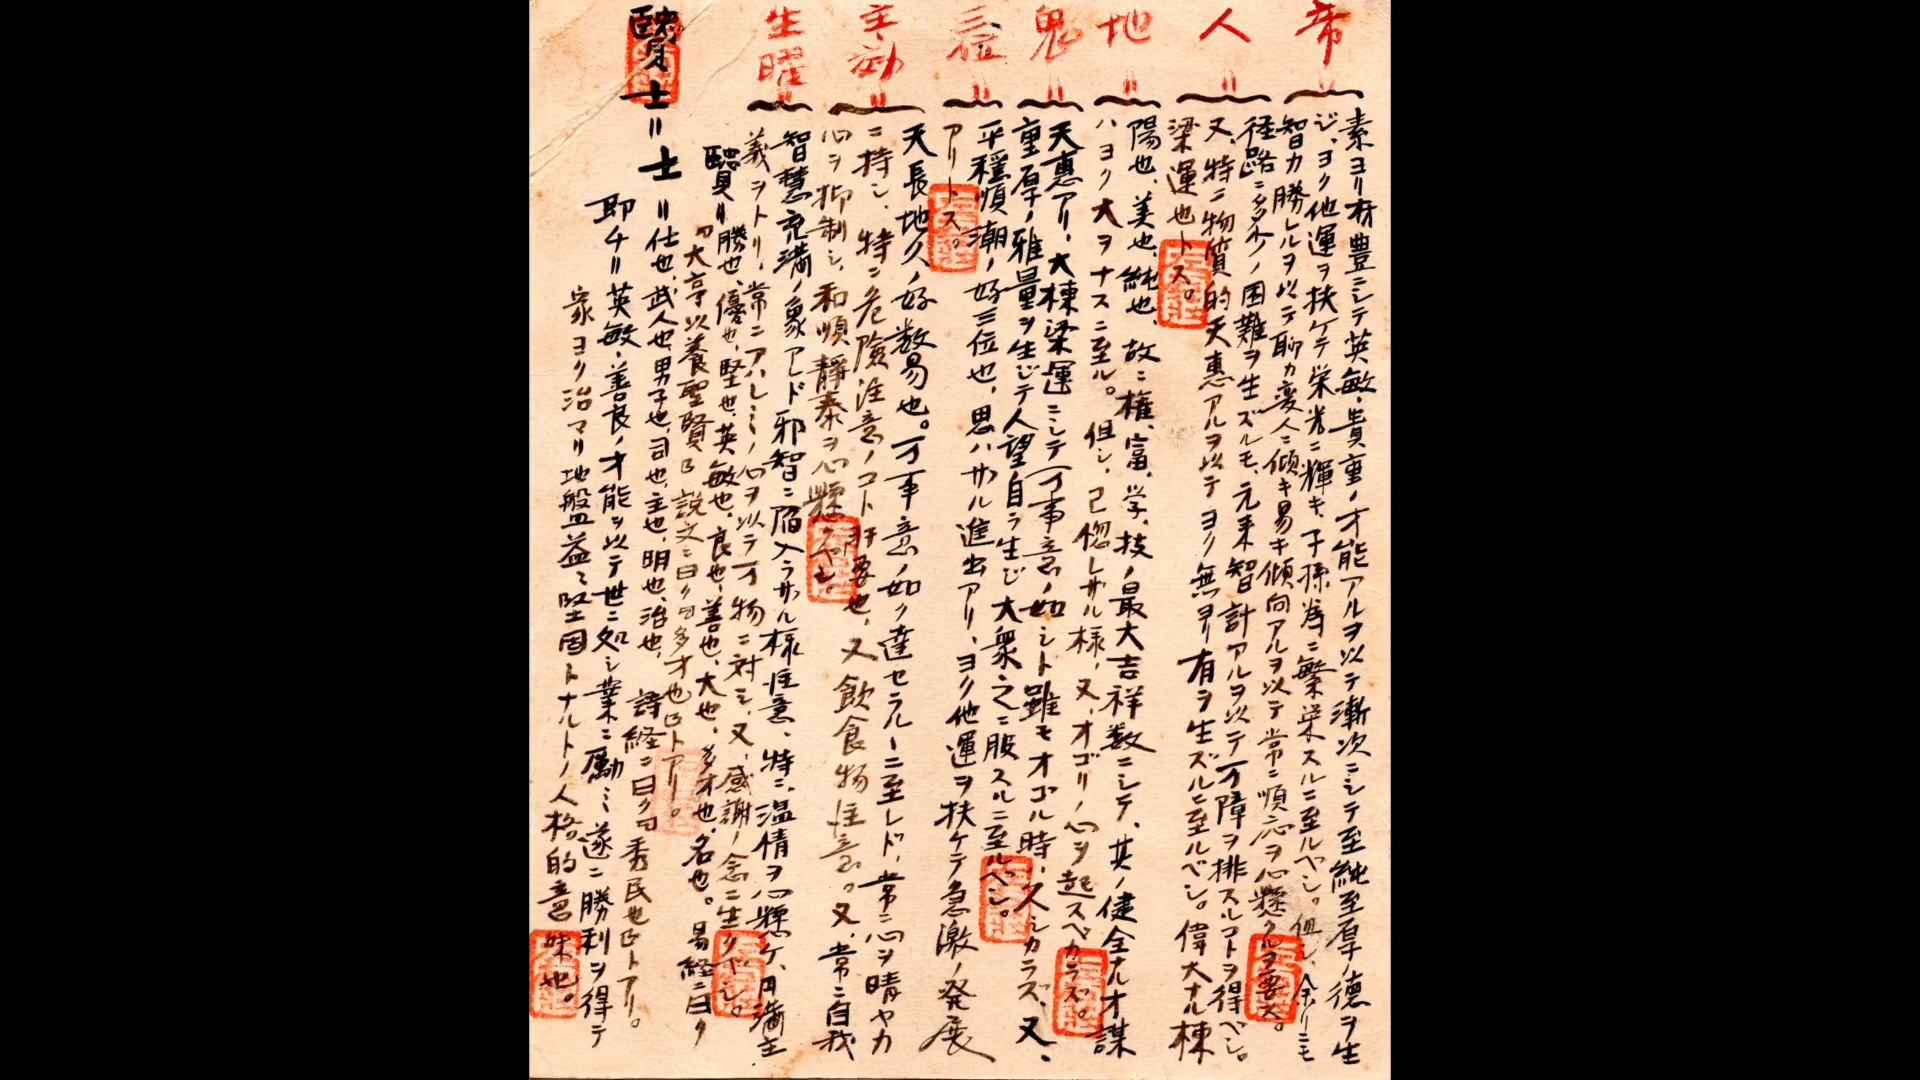 帝
素ヨリ材豊ニシテ英敏、貴重ノ才能アルヲ以テ漸次ニシテ至純至厚ノ徳ヲ生
ジ、ヨク他運ヲ扶ケテ栄光ニ輝キ、子孫為ニ繁栄スルニ至ルベシ。但シ、余リニモ
智力勝レルヲ以テ聊カ変人ニ傾キ易キ傾向アルヲ以テ常ニ順応ヲ心懸クルヲ要ス。
人
径路ニ多少ノ困難ヲ生ズルモ、元来智計アルヲ以テ万障ヲ排スルコトヲ得ベシ。
又、特ニ物質的天恵アルヲ以テヨク無ヨリ有ヲ生ズルニ至ルベシ。偉大ナル棟
梁運也トス。
地
陽也、美也、純也、故ニ権、富、学、技ノ最大吉祥数ニシテ、其ノ健全ナル才謀
ハヨク大ヲナスニ至ル。但シ、己惚レザル様、又、オゴリノ心ヲ起スベカラズ。
鬼
天恵アリ、大棟梁運ニシテ万事意ノ如シト雖モオコル時、久シカラズ、又、
重厚ノ雅量ヲ生ジテ人望自ラ生ジ大衆之ニ服スルニ至ルベシ。
平穏順潮ノ好三位也、思ハザル進出アリ、ヨク他運ヲ扶ケテ急激ノ発展
アリトス。
主効
天長地久ノ好数易也。万事意ノ如ク達セラルニ至レド、常ニ心ヲ晴ヤカ
ニ持シ、特ニ危険注意ノコト肝要也、又飲食物注意。又、常ニ自我
心ヲ抑制シ、和順静泰ヲ心懸クベシ。
生曜
智慧充満ノ象アレド邪智ニ陥入ラザル様注意、特ニ温情ヲ心懸ケ、円満主
義ヲトリ、常ニアハレミノ心ヲ以テ万物ニ対シ、又、感謝ノ念ニ生クベシ。
賢士＝士
賢＝勝也、優也、堅也、英敏也、良也、善也、大也、多才也、名也。易経ニ曰ク
大亨以養聖賢 説文ニ曰ク 多才也 トアリ。
＝仕也、武人也、男子也、司也、主也、明也、治也、 詩経ニ曰ク 秀民也 トアリ。
即チ＝英敏、善良ノ才能ヲ以テ世ニ処シ業ニ励ミ遂ニ勝利ヲ得テ
家ヨク治マリ地盤益々堅固トナルトノ人格的意味也。